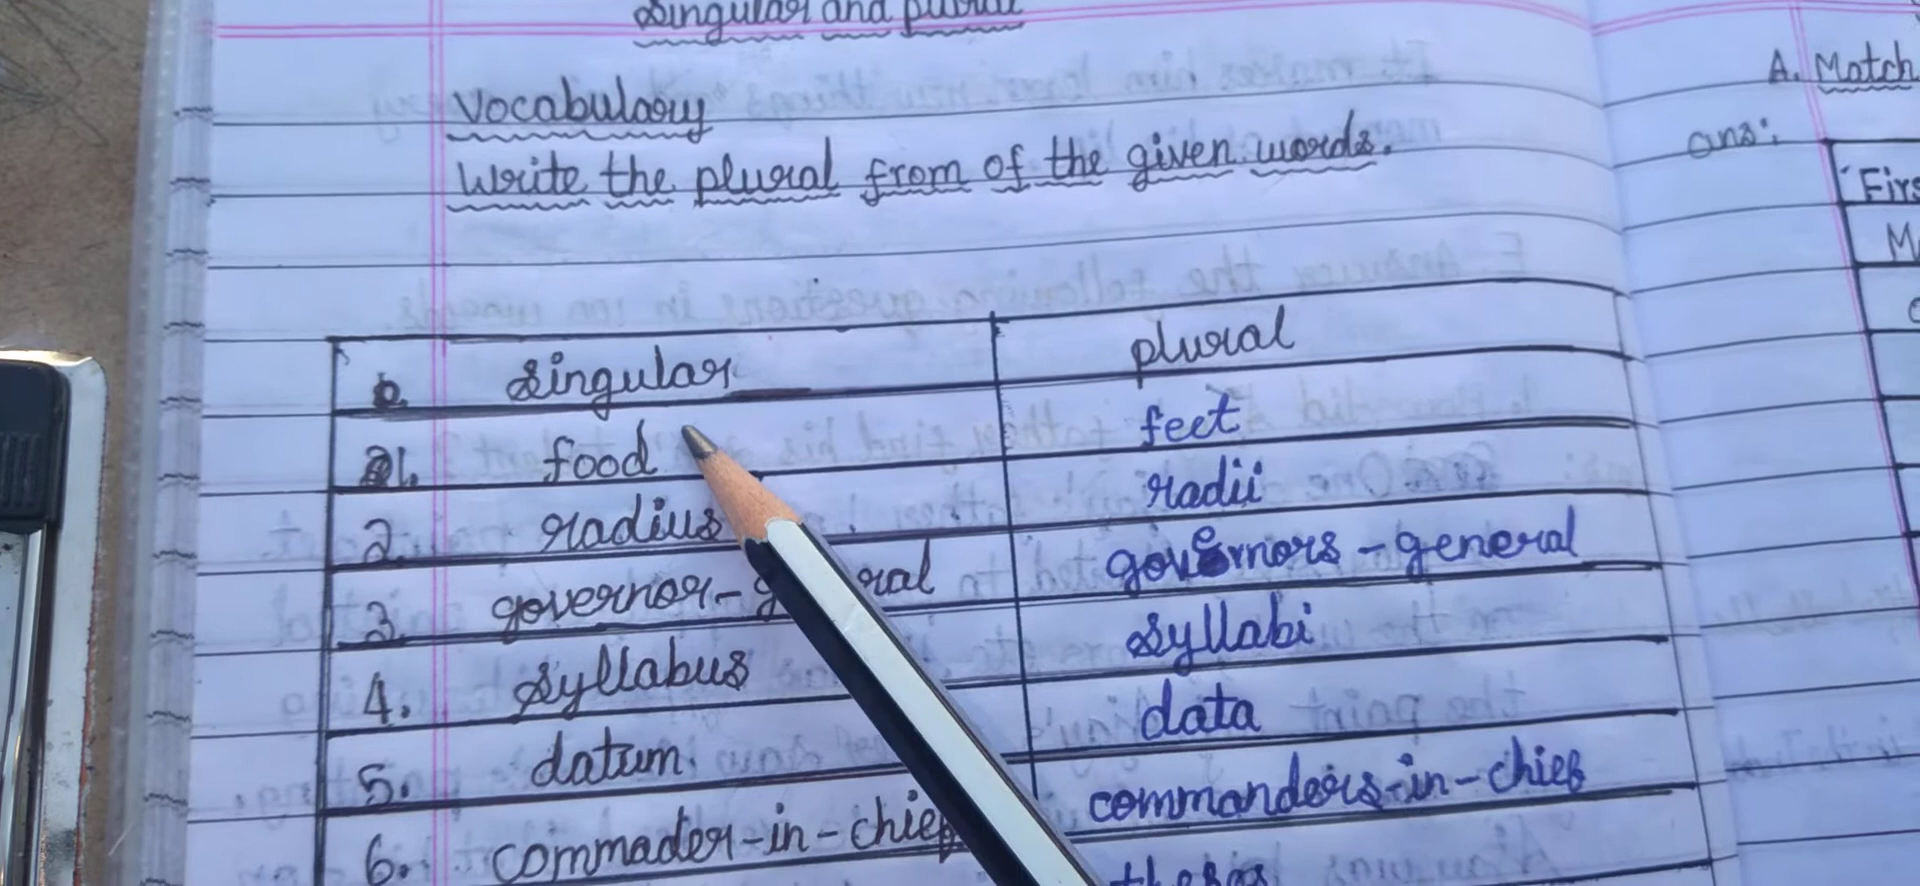 Singular and plural
Vocabulary
Write the plural from of the given words.
Singular plural
1. food feet
2. radius radii
3. governor-general governors-general
4. syllabus syllabi
5. datum data
6. commader-in-chief commanders-in-chief
A. Match
ans: